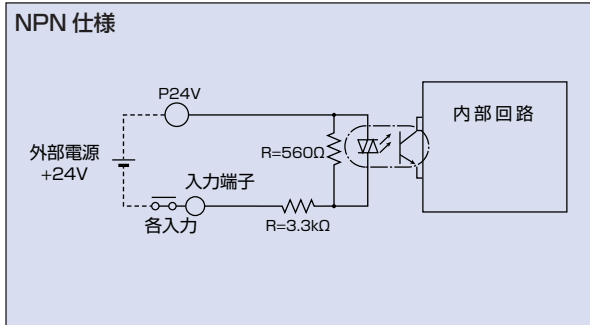 NPN 仕様
P24V
内部回路
外部電源
+24V
R=560Ω
入力端子
各入力
R=3.3kΩ